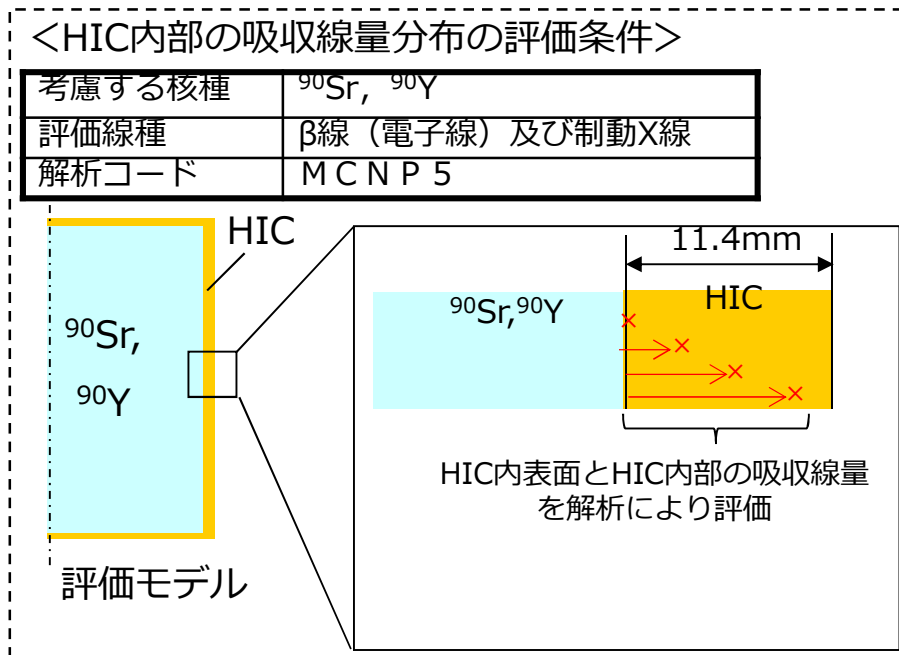 ＜HIC内部の吸収線量分布の評価条件＞
考慮する核種 ⁹⁰Sr, ⁹⁰Y
評価線種 β線（電子線）及び制動X線
解析コード ＭＣＮＰ５
HIC
⁹⁰Sr,
⁹⁰Y
評価モデル
11.4mm
⁹⁰Sr,⁹⁰Y
HIC
HIC内表面とHIC内部の吸収線量
を解析により評価